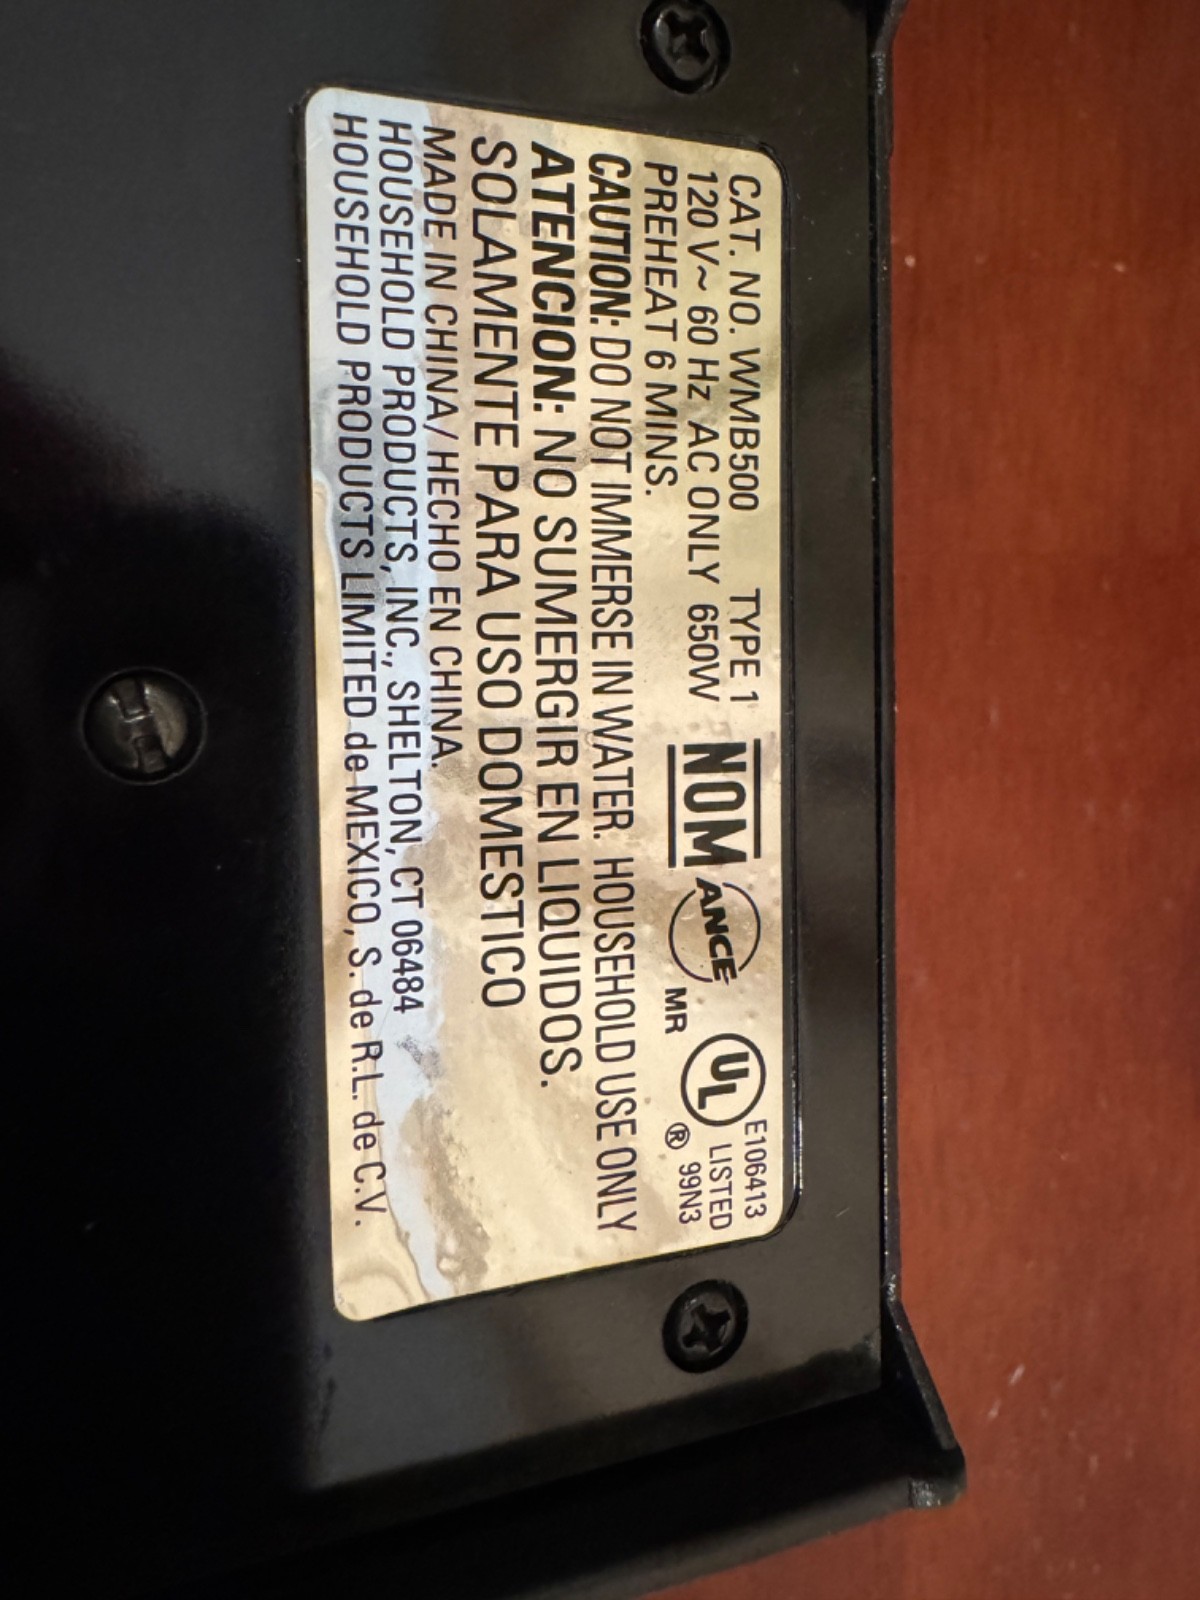 CAT. NO. WMB500 TYPE 1
120 V~ 60 Hz AC ONLY 650W
PREHEAT 6 MINS.
NOM
ANCE
MR
UL
®
E106413
LISTED
99N3
CAUTION: DO NOT IMMERSE IN WATER. HOUSEHOLD USE ONLY
ATENCION: NO SUMERGIR EN LIQUIDOS.
SOLAMENTE PARA USO DOMESTICO
MADE IN CHINA/HECHO EN CHINA.
HOUSEHOLD PRODUCTS, INC., SHELTON, CT 06484
HOUSEHOLD PRODUCTS LIMITED de MEXICO, S. de R.L. de C.V.